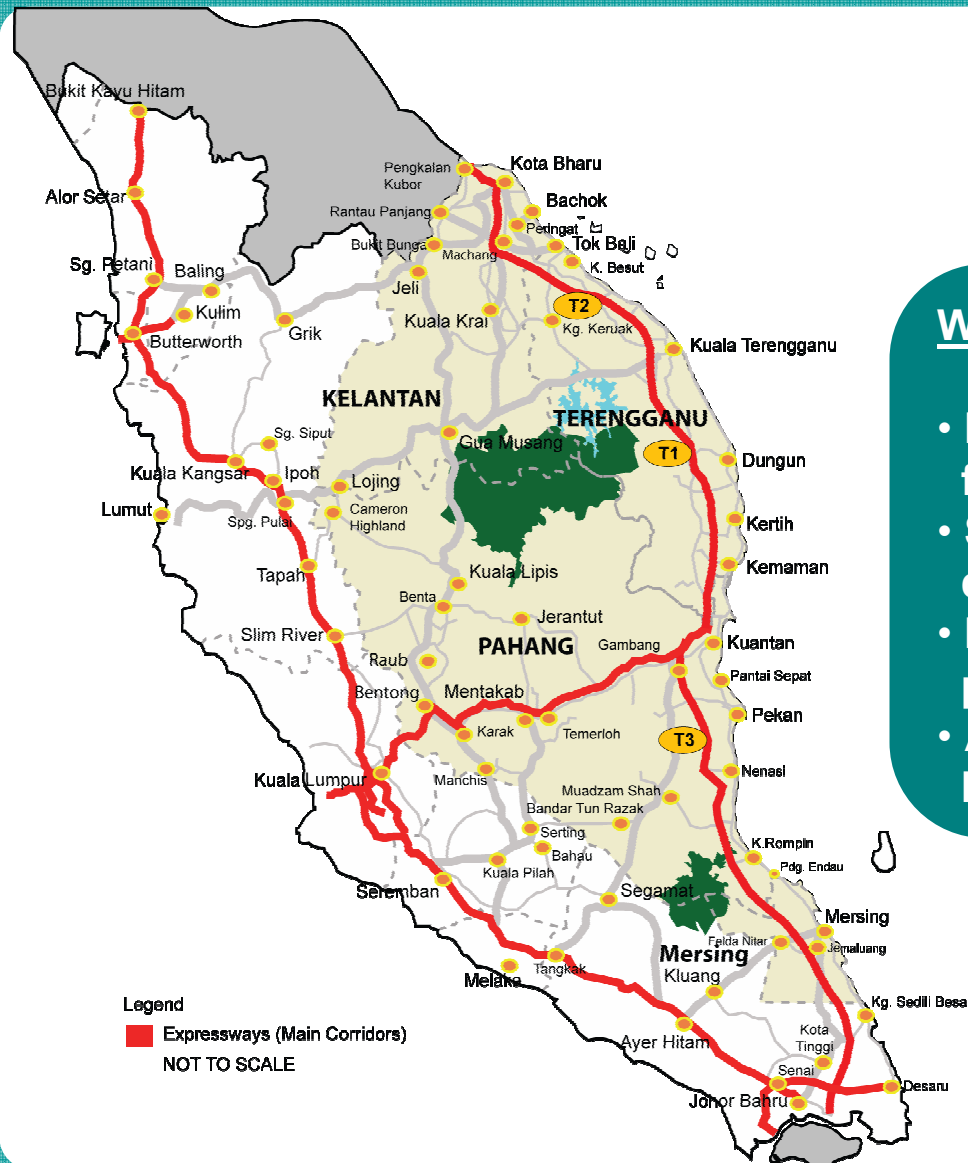 Bukit Kayu Hitam
Pengkalan
Kubor
Kota Bharu
Alor Setar
Rantau Panjang
Bachok
Peringat
Bukit Bunga
Machang
Tok Bali
K. Besut
Sg. Petani
Baling
Jeli
T2
Kulim
Kuala Krai
Kg. Keruak
Butterworth
Grik
Kuala Terengganu
W
KELANTAN
TERENGGANU
Sg. Siput
Gua Musang
T1
Dungun
Kuala Kangsar
Ipoh
Lojing
Lumut
Spg. Pulai
Cameron
Highland
Kertih
Tapah
Kuala Lipis
Kemaman
Benta
Jerantut
Slim River
PAHANG
Gambang
Kuantan
Raub
Pantai Sepat
Bentong
Mentakab
Karak
Temerloh
Pekan
T3
Kuala Lumpur
Manchis
Nenasi
Muadzam Shah
Bandar Tun Razak
Serting
Bahau
K.Rompin
Kuala Pilah
Pdg. Endau
Seremban
Segamat
Mersing
Felda Nitar
Jemaluang
Mersing
Melaka
Tangkak
Kluang
Kg. Sedili Besa
Legend
Expressways (Main Corridors)
NOT TO SCALE
Ayer Hitam
Kota
Tinggi
Senai
Desaru
Johor Bahru